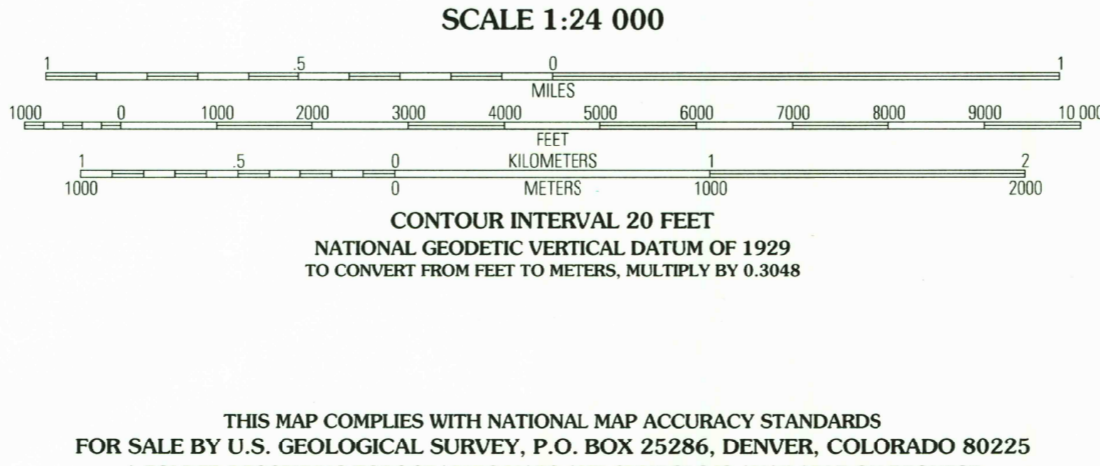 SCALE 1:24 000
1 .5 0 1
MILES
1000 0 1000 2000 3000 4000 5000 6000 7000 8000 9000 10 000
FEET
1 .5 0 KILOMETERS 1 2
1000 0 METERS 1000 2000
CONTOUR INTERVAL 20 FEET
NATIONAL GEODETIC VERTICAL DATUM OF 1929
TO CONVERT FROM FEET TO METERS, MULTIPLY BY 0.3048
THIS MAP COMPLIES WITH NATIONAL MAP ACCURACY STANDARDS
FOR SALE BY U.S. GEOLOGICAL SURVEY, P.O. BOX 25286, DENVER, COLORADO 80225